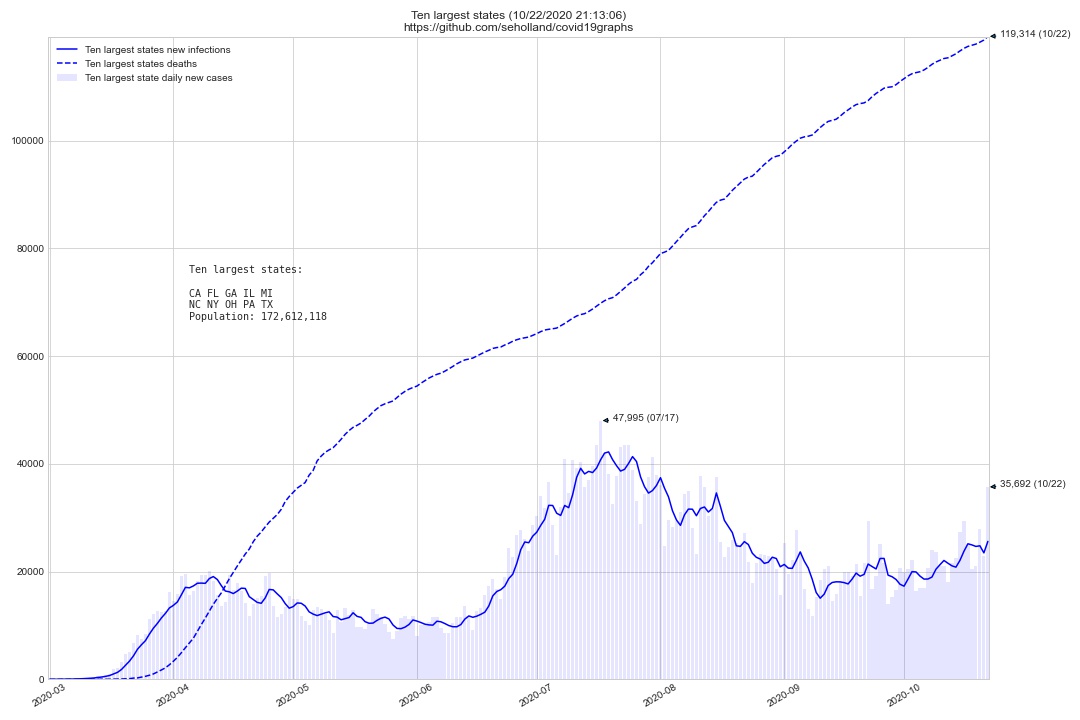 Ten largest states (10/22/2020 21:13:06)
https://github.com/seholland/covid19graphs
119,314 (10/22)
Ten largest states new infections
Ten largest states deaths
Ten largest state daily new cases
100000
80000
Ten largest states:
CA FL GA IL MI
NC NY OH PA TX
Population: 172,612,118
60000
47,995 (07/17)
40000
35,692 (10/22)
20000
0
2020-03
2020-04
2020-05
2020-06
2020-07
2020-08
2020-09
2020-10